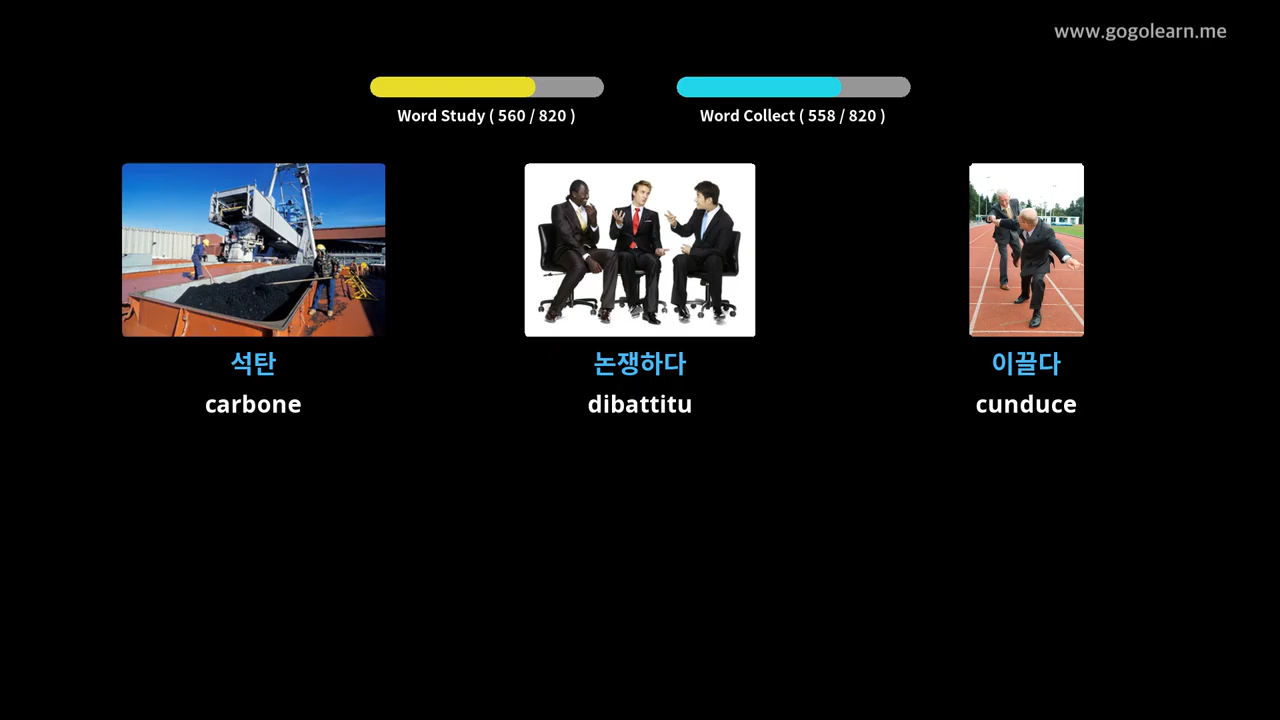 www.gogolearn.me
Word Study ( 560 / 820 )
Word Collect ( 558 / 820 )
석탄
carbone
논쟁하다
dibattitu
이끌다
cunduce